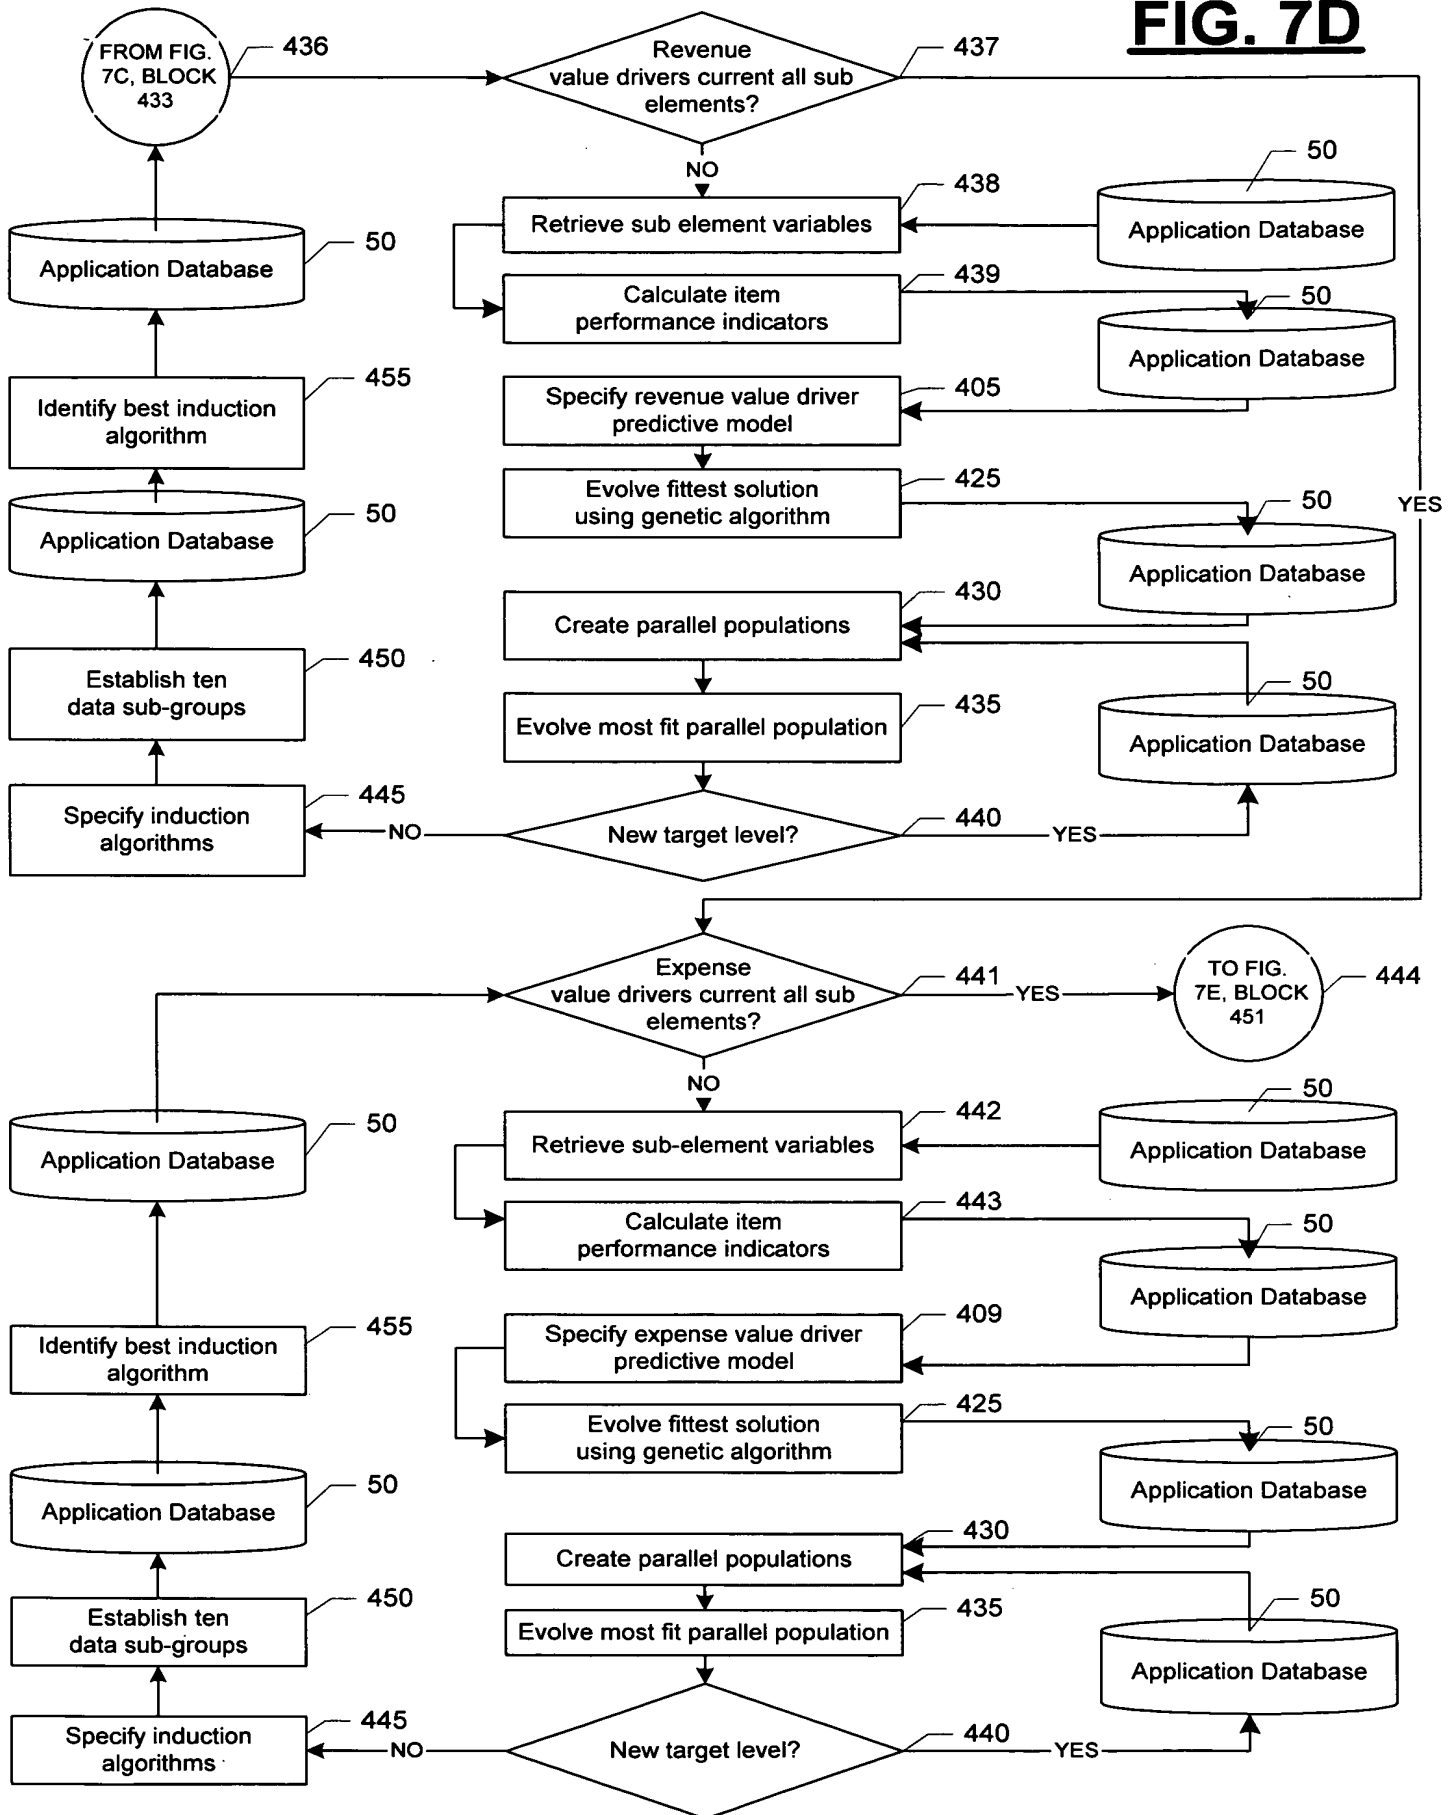 FIG. 7D
FROM FIG.
7C, BLOCK
433
436
Revenue
value drivers current all sub
elements?
437
NO
50
438
Retrieve sub element variables
Application Database
50
Application Database
439
Calculate item
performance indicators
50
Application Database
455
Identify best induction
algorithm
405
Specify revenue value driver
predictive model
425
Evolve fittest solution
using genetic algorithm
50
Application Database
50
YES
Application Database
430
Create parallel populations
450
Establish ten
data sub-groups
435
Evolve most fit parallel population
50
Application Database
445
Specify induction
algorithms
NO
New target level?
440
YES
Expense
value drivers current all sub
elements?
441
YES
TO FIG.
7E, BLOCK
451
444
NO
50
442
Retrieve sub-element variables
Application Database
50
Application Database
443
Calculate item
performance indicators
50
Application Database
455
Identify best induction
algorithm
409
Specify expense value driver
predictive model
425
Evolve fittest solution
using genetic algorithm
50
Application Database
50
Application Database
430
Create parallel populations
450
Establish ten
data sub-groups
435
Evolve most fit parallel population
50
Application Database
445
Specify induction
algorithms
NO
New target level?
440
YES